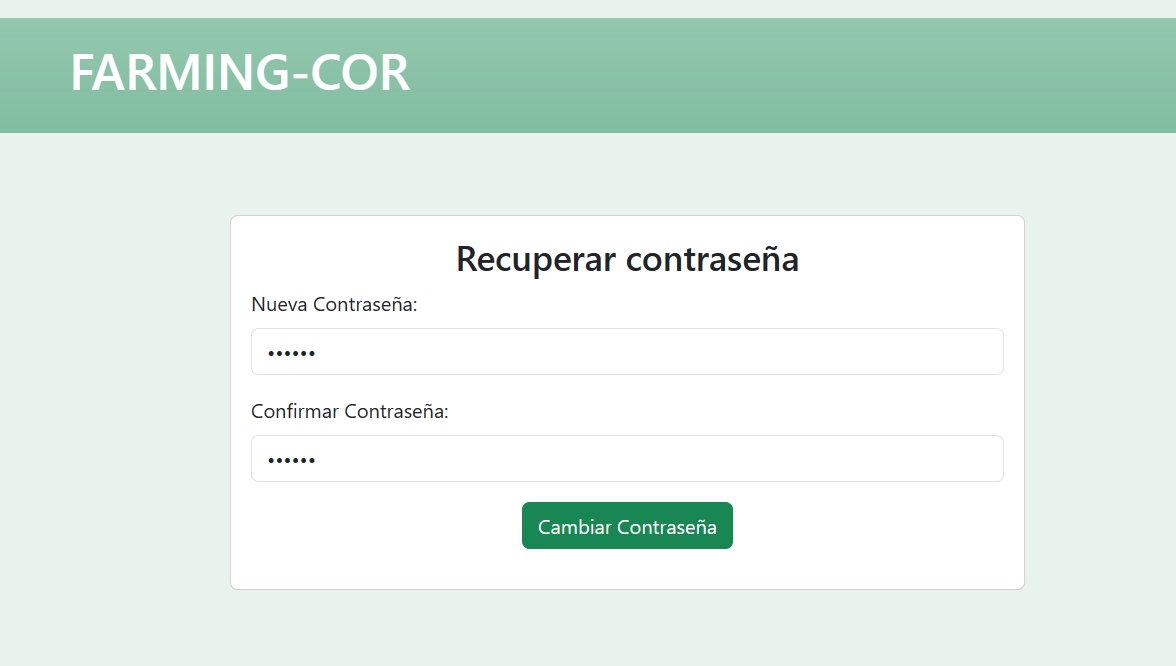 FARMING-COR
Recuperar contraseña
Nueva Contraseña:
••••••
Confirmar Contraseña:
••••••
Cambiar Contraseña